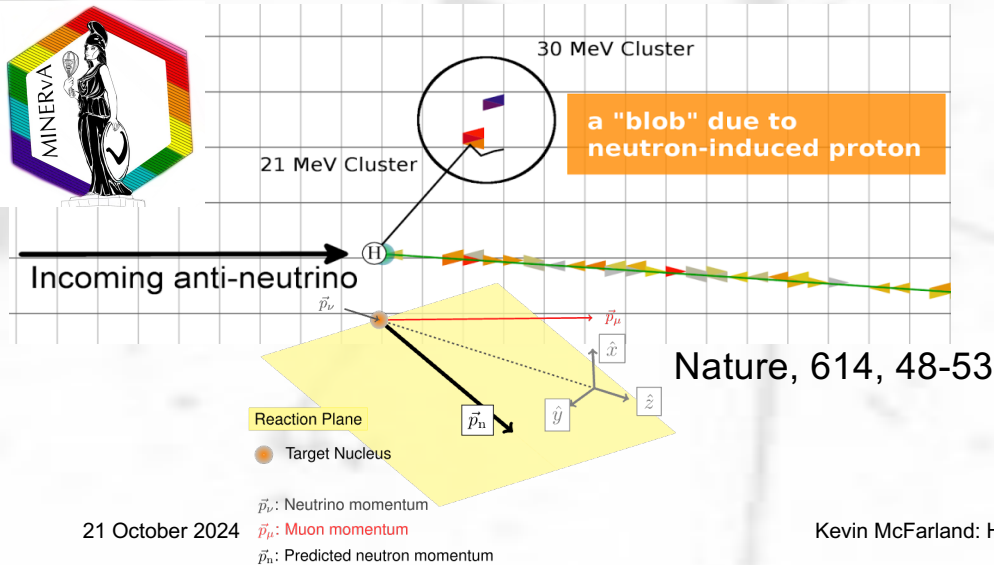 MINERvA
30 MeV Cluster
a "blob" due to
neutron-induced proton
21 MeV Cluster
H
Incoming anti-neutrino
p⃗ν
p⃗μ
x̂
Nature, 614, 48-53
ŷ
ẑ
p⃗n
Reaction Plane
Target Nucleus
p⃗ν: Neutrino momentum
21 October 2024
p⃗μ: Muon momentum
Kevin McFarland: H
p⃗n: Predicted neutron momentum